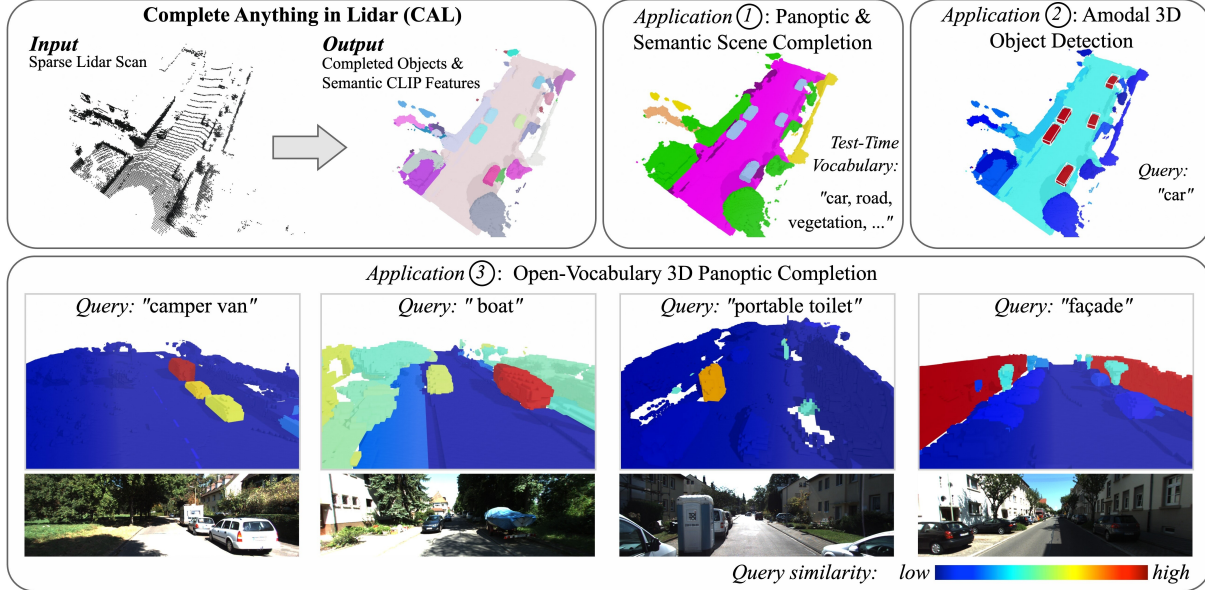 Complete Anything in Lidar (CAL)
Input
Sparse Lidar Scan
Output
Completed Objects &
Semantic CLIP Features
Application 1: Panoptic &
Semantic Scene Completion
Test-Time
Vocabulary:
"car, road,
vegetation, ..."
Application 2: Amodal 3D
Object Detection
Query:
"car"
Application 3: Open-Vocabulary 3D Panoptic Completion
Query: "camper van"
Query: " boat"
Query: "portable toilet"
Query: "façade"
Query similarity: low high